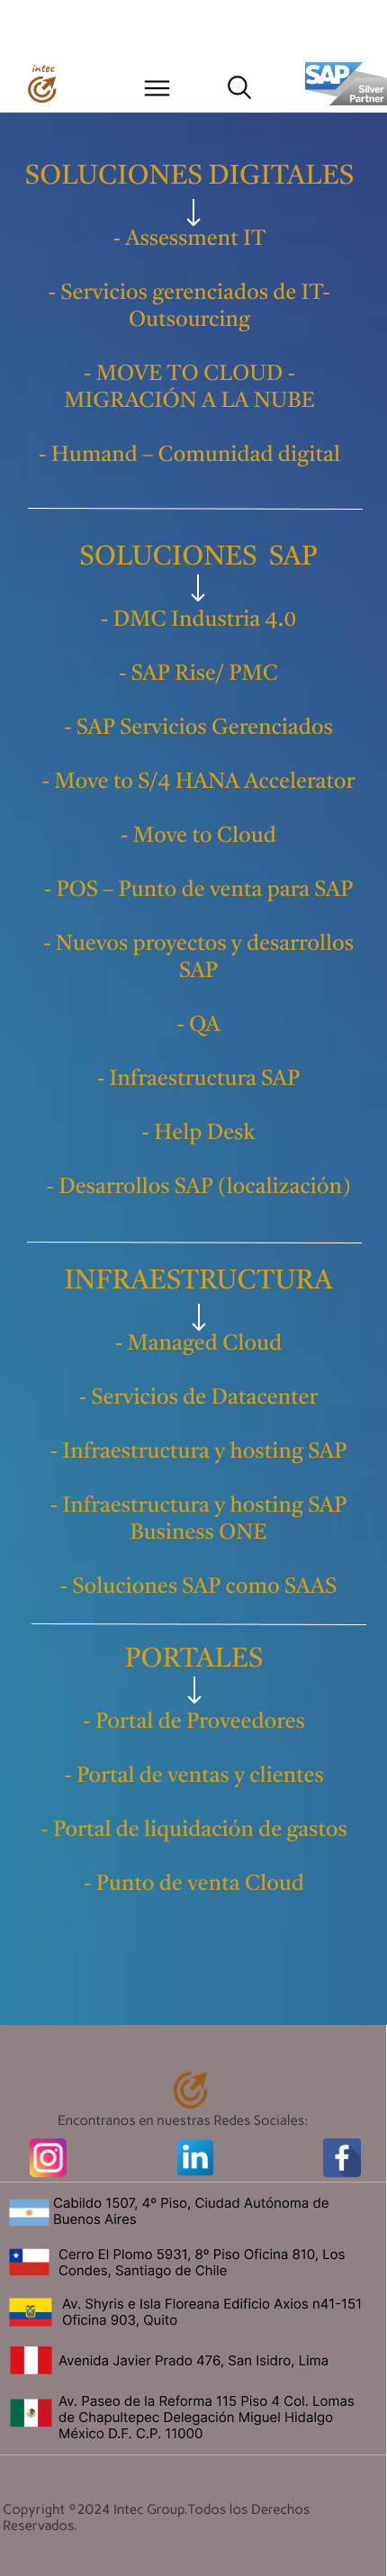 intec
SAP
Silver
Partner
SOLUCIONES DIGITALES
- Assessment IT
- Servicios gerenciados de IT-
Outsourcing
- MOVE TO CLOUD -
MIGRACIÓN A LA NUBE
- Humand – Comunidad digital
SOLUCIONES SAP
- DMC Industria 4.0
- SAP Rise/ PMC
- SAP Servicios Gerenciados
- Move to S/4 HANA Accelerator
- Move to Cloud
- POS – Punto de venta para SAP
- Nuevos proyectos y desarrollos
SAP
- QA
- Infraestructura SAP
- Help Desk
- Desarrollos SAP (localización)
INFRAESTRUCTURA
- Managed Cloud
- Servicios de Datacenter
- Infraestructura y hosting SAP
- Infraestructura y hosting SAP
Business ONE
- Soluciones SAP como SAAS
PORTALES
- Portal de Proveedores
- Portal de ventas y clientes
- Portal de liquidación de gastos
- Punto de venta Cloud
Encontranos en nuestras Redes Sociales:
in
f
Cabildo 1507, 4º Piso, Ciudad Autónoma de
Buenos Aires
Cerro El Plomo 5931, 8º Piso Oficina 810, Los
Condes, Santiago de Chile
Av. Shyris e Isla Floreana Edificio Axios n41-151
Oficina 903, Quito
Avenida Javier Prado 476, San Isidro, Lima
Av. Paseo de la Reforma 115 Piso 4 Col. Lomas
de Chapultepec Delegación Miguel Hidalgo
México D.F. C.P. 11000
Copyright ©2024 Intec Group.Todos los Derechos
Reservados.